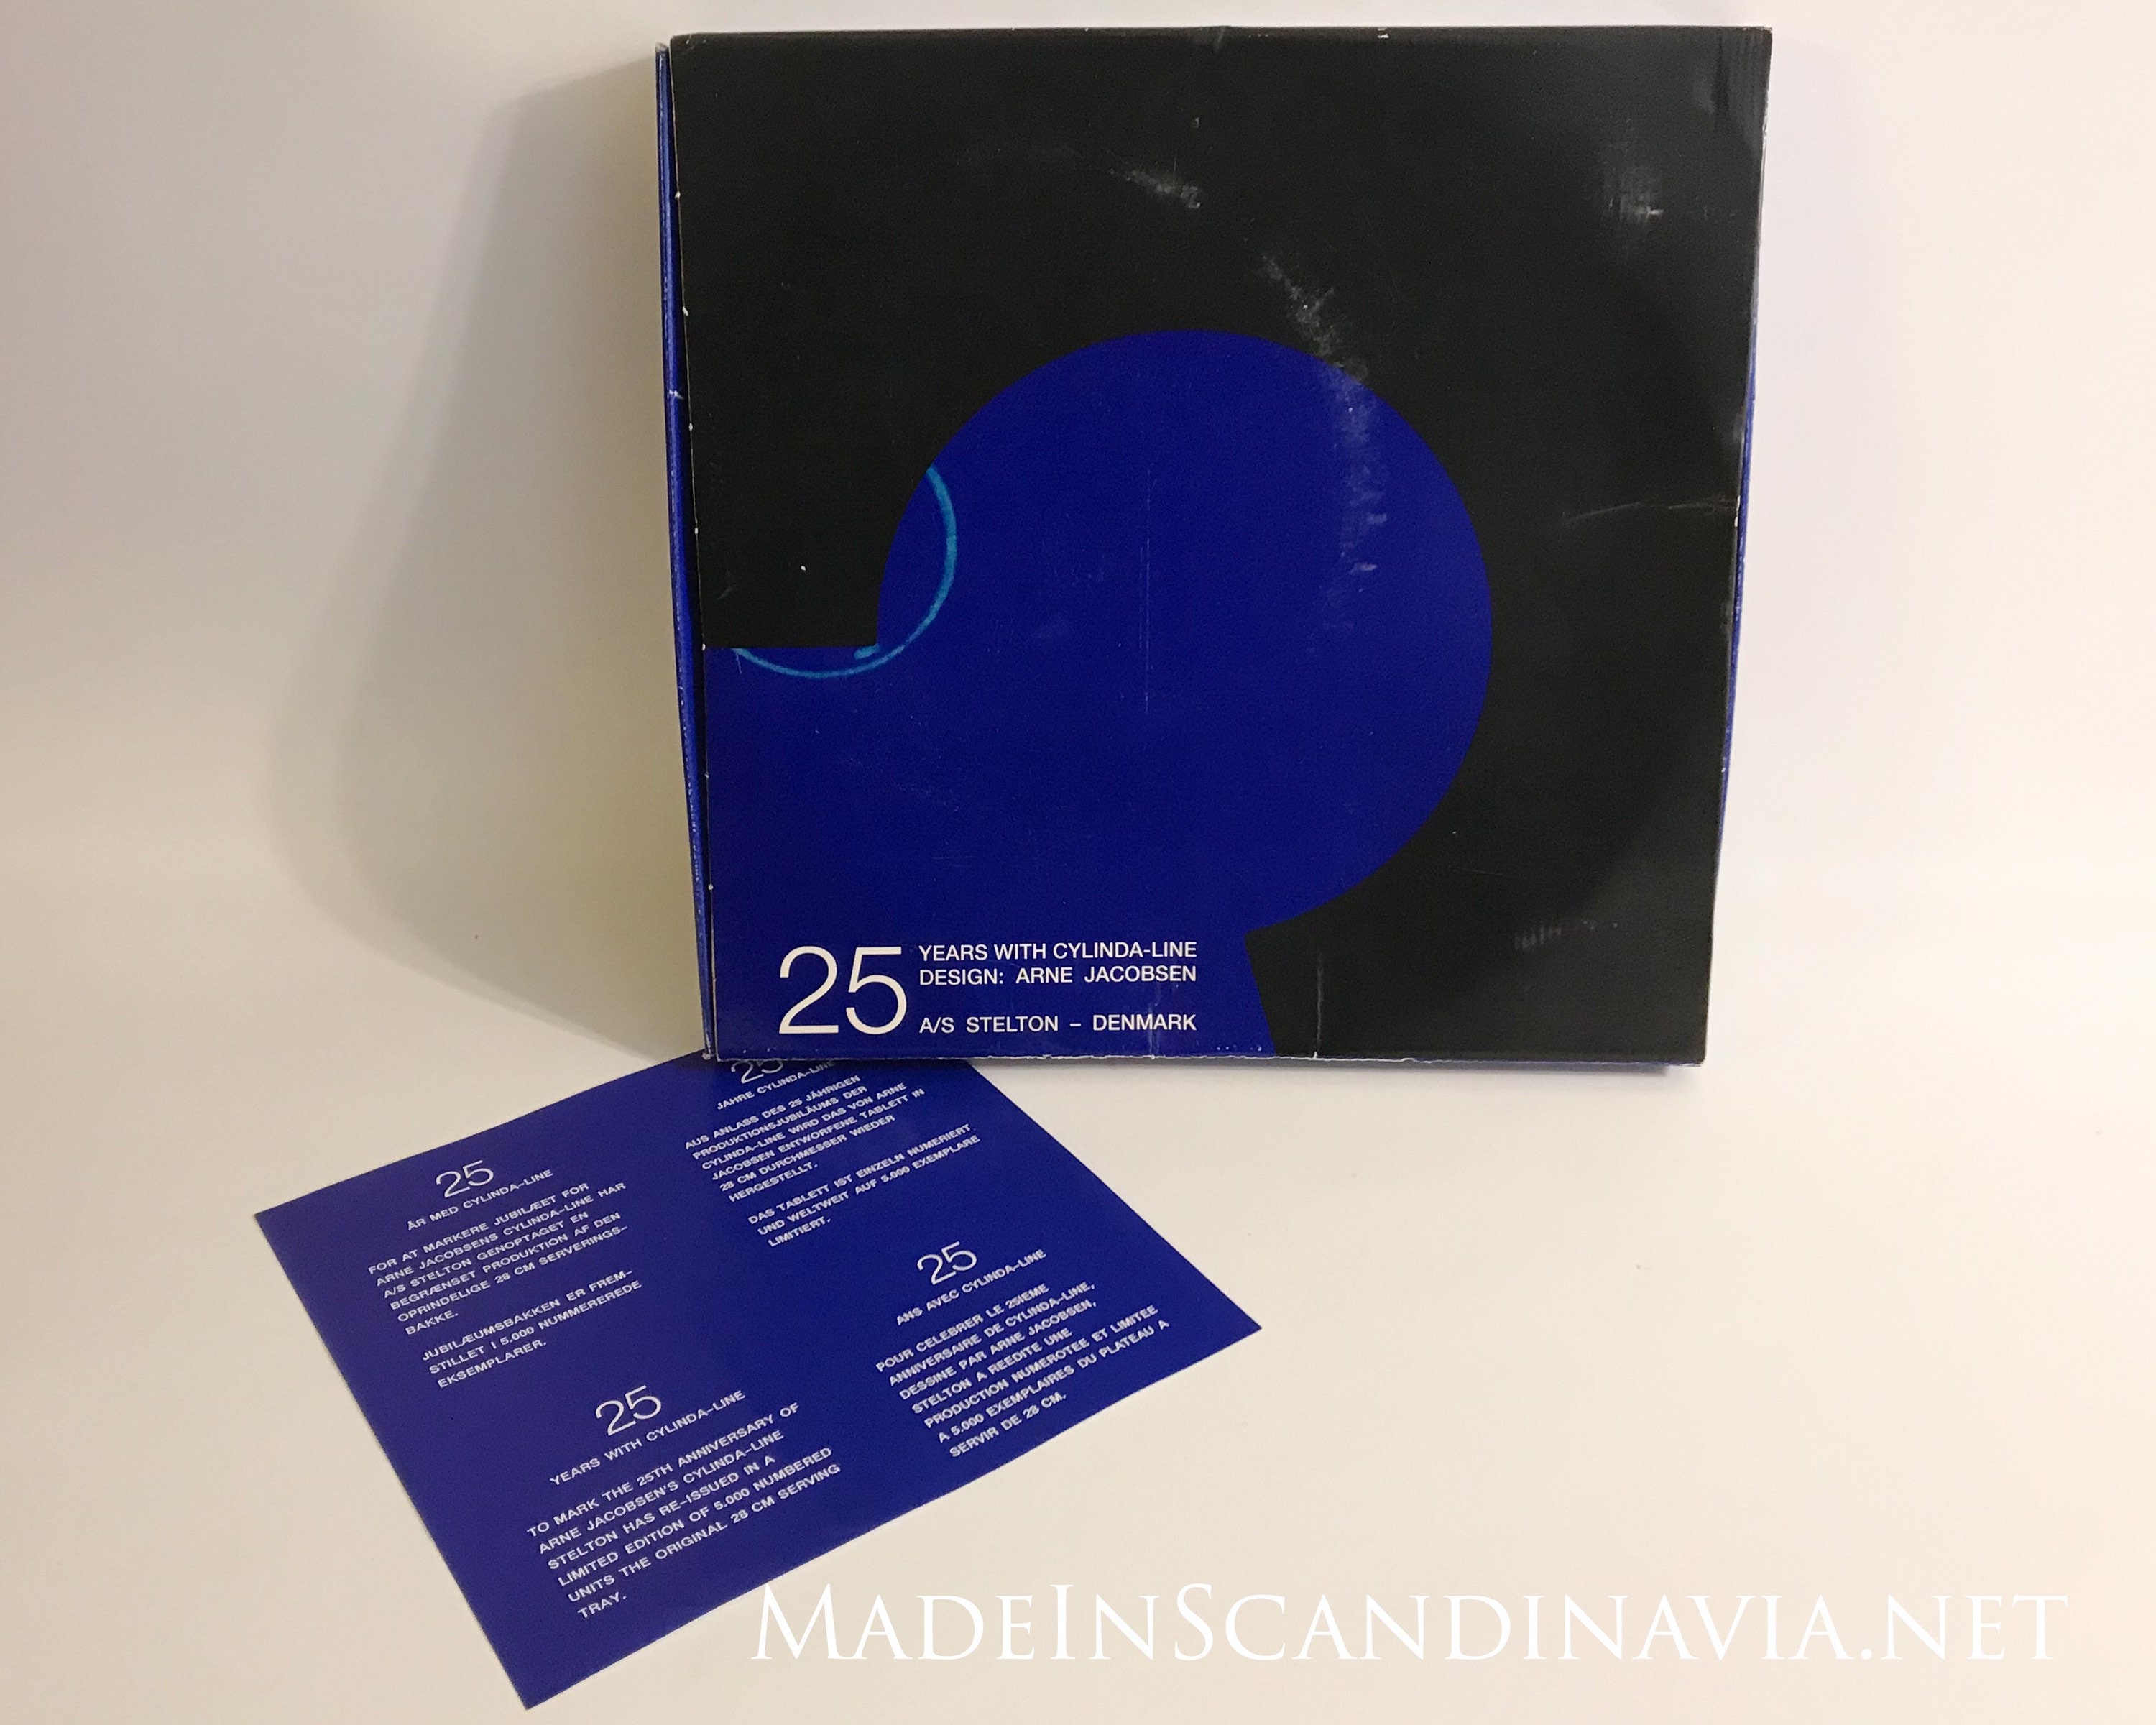 25 YEARS WITH CYLINDA-LINE
DESIGN: ARNE JACOBSEN
A/S STELTON – DENMARK
25
JAHRE CYLINDA-LINE
AUS ANLASS DES 25 JÄHRIGEN
PRODUKTIONSJUBILÄUMS DER
CYLINDA-LINE WIRD DAS VON ARNE
JACOBSEN ENTWORFENE TABLETT IN
28 CM DURCHMESSER WIEDER
HERGESTELLT.
DAS TABLETT IST EINZELN NUMERIERT
UND WELTWEIT AUF 5.000 EXEMPLARE
LIMITIERT.
25
ÅR MED CYLINDA-LINE
FOR AT MARKERE JUBILÆET FOR
ARNE JACOBSENS CYLINDA-LINE HAR
A/S STELTON GENOPTAGET EN
BEGRÆNSET PRODUKTION AF DEN
OPRINDELIGE 28 CM SERVERINGS-
BAKKE.
JUBILÆUMSBAKKEN ER FREM-
STILLET I 5.000 NUMMEREREDE
EKSEMPLARER.
25
ANS AVEC CYLINDA-LINE
POUR CELEBRER LE 25IEME
ANNIVERSAIRE DE CYLINDA-LINE,
DESSINE PAR ARNE JACOBSEN,
STELTON A REEDITE UNE
PRODUCTION NUMEROTEE ET LIMITEE
A 5.000 EXEMPLAIRES DU PLATEAU A
SERVIR DE 28 CM.
25
YEARS WITH CYLINDA-LINE
TO MARK THE 25TH ANNIVERSARY OF
ARNE JACOBSEN'S CYLINDA-LINE
STELTON HAS RE-ISSUED IN A
LIMITED EDITION OF 5.000 NUMBERED
UNITS THE ORIGINAL 28 CM SERVING
TRAY.
MADEINSCANDINAVIA.NET